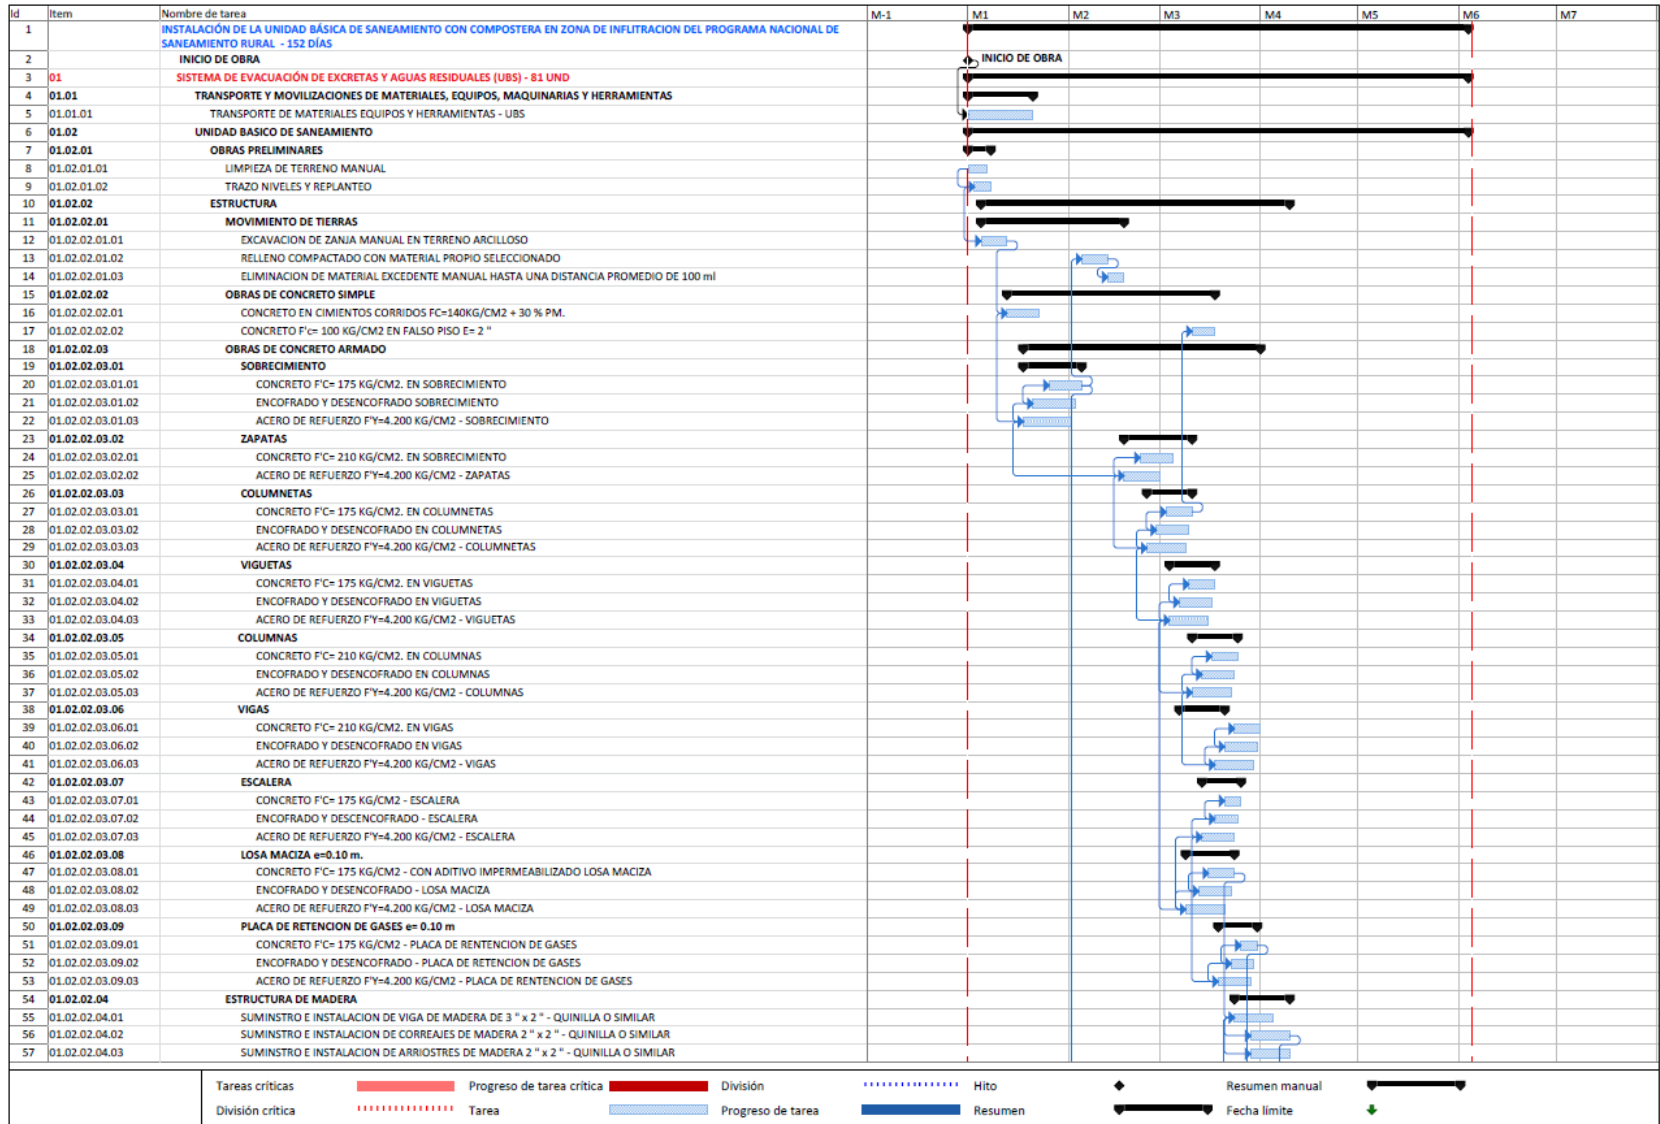 Id Item Nombre de tarea M-1 M1 M2 M3 M4 M5 M6 M7
1 INSTALACIÓN DE LA UNIDAD BÁSICA DE SANEAMIENTO CON COMPOSTERA EN ZONA DE INFLITRACION DEL PROGRAMA NACIONAL DE
SANEAMIENTO RURAL - 152 DÍAS
2 INICIO DE OBRA INICIO DE OBRA
3 01 SISTEMA DE EVACUACIÓN DE EXCRETAS Y AGUAS RESIDUALES (UBS) - 81 UND
4 01.01 TRANSPORTE Y MOVILIZACIONES DE MATERIALES, EQUIPOS, MAQUINARIAS Y HERRAMIENTAS
5 01.01.01 TRANSPORTE DE MATERIALES EQUIPOS Y HERRAMIENTAS - UBS
6 01.02 UNIDAD BASICO DE SANEAMIENTO
7 01.02.01 OBRAS PRELIMINARES
8 01.02.01.01 LIMPIEZA DE TERRENO MANUAL
9 01.02.01.02 TRAZO NIVELES Y REPLANTEO
10 01.02.02 ESTRUCTURA
11 01.02.02.01 MOVIMIENTO DE TIERRAS
12 01.02.02.01.01 EXCAVACION DE ZANJA MANUAL EN TERRENO ARCILLOSO
13 01.02.02.01.02 RELLENO COMPACTADO CON MATERIAL PROPIO SELECCIONADO
14 01.02.02.01.03 ELIMINACION DE MATERIAL EXCEDENTE MANUAL HASTA UNA DISTANCIA PROMEDIO DE 100 ml
15 01.02.02.02 OBRAS DE CONCRETO SIMPLE
16 01.02.02.02.01 CONCRETO EN CIMIENTOS CORRIDOS FC=140KG/CM2 + 30 % PM.
17 01.02.02.02.02 CONCRETO F'c= 100 KG/CM2 EN FALSO PISO E= 2 "
18 01.02.02.03 OBRAS DE CONCRETO ARMADO
19 01.02.02.03.01 SOBRECIMIENTO
20 01.02.02.03.01.01 CONCRETO F'C= 175 KG/CM2. EN SOBRECIMIENTO
21 01.02.02.03.01.02 ENCOFRADO Y DESENCOFRADO SOBRECIMIENTO
22 01.02.02.03.01.03 ACERO DE REFUERZO F'Y=4.200 KG/CM2 - SOBRECIMIENTO
23 01.02.02.03.02 ZAPATAS
24 01.02.02.03.02.01 CONCRETO F'C= 210 KG/CM2. EN SOBRECIMIENTO
25 01.02.02.03.02.02 ACERO DE REFUERZO F'Y=4.200 KG/CM2 - ZAPATAS
26 01.02.02.03.03 COLUMNETAS
27 01.02.02.03.03.01 CONCRETO F'C= 175 KG/CM2. EN COLUMNETAS
28 01.02.02.03.03.02 ENCOFRADO Y DESENCOFRADO EN COLUMNETAS
29 01.02.02.03.03.03 ACERO DE REFUERZO F'Y=4.200 KG/CM2 - COLUMNETAS
30 01.02.02.03.04 VIGUETAS
31 01.02.02.03.04.01 CONCRETO F'C= 175 KG/CM2. EN VIGUETAS
32 01.02.02.03.04.02 ENCOFRADO Y DESENCOFRADO EN VIGUETAS
33 01.02.02.03.04.03 ACERO DE REFUERZO F'Y=4.200 KG/CM2 - VIGUETAS
34 01.02.02.03.05 COLUMNAS
35 01.02.02.03.05.01 CONCRETO F'C= 210 KG/CM2. EN COLUMNAS
36 01.02.02.03.05.02 ENCOFRADO Y DESENCOFRADO EN COLUMNAS
37 01.02.02.03.05.03 ACERO DE REFUERZO F'Y=4.200 KG/CM2 - COLUMNAS
38 01.02.02.03.06 VIGAS
39 01.02.02.03.06.01 CONCRETO F'C= 210 KG/CM2. EN VIGAS
40 01.02.02.03.06.02 ENCOFRADO Y DESENCOFRADO EN VIGAS
41 01.02.02.03.06.03 ACERO DE REFUERZO F'Y=4.200 KG/CM2 - VIGAS
42 01.02.02.03.07 ESCALERA
43 01.02.02.03.07.01 CONCRETO F'C= 175 KG/CM2 - ESCALERA
44 01.02.02.03.07.02 ENCOFRADO Y DESCENCOFRADO - ESCALERA
45 01.02.02.03.07.03 ACERO DE REFUERZO F'Y=4.200 KG/CM2 - ESCALERA
46 01.02.02.03.08 LOSA MACIZA e=0.10 m.
47 01.02.02.03.08.01 CONCRETO F'C= 175 KG/CM2 - CON ADITIVO IMPERMEABILIZADO LOSA MACIZA
48 01.02.02.03.08.02 ENCOFRADO Y DESENCOFRADO - LOSA MACIZA
49 01.02.02.03.08.03 ACERO DE REFUERZO F'Y=4.200 KG/CM2 - LOSA MACIZA
50 01.02.02.03.09 PLACA DE RETENCION DE GASES e= 0.10 m
51 01.02.02.03.09.01 CONCRETO F'C= 175 KG/CM2 - PLACA DE RENTENCION DE GASES
52 01.02.02.03.09.02 ENCOFRADO Y DESENCOFRADO - PLACA DE RETENCION DE GASES
53 01.02.02.03.09.03 ACERO DE REFUERZO F'Y=4.200 KG/CM2 - PLACA DE RENTENCION DE GASES
54 01.02.02.04 ESTRUCTURA DE MADERA
55 01.02.02.04.01 SUMINSTRO E INSTALACION DE VIGA DE MADERA DE 3 " x 2 " - QUINILLA O SIMILAR
56 01.02.02.04.02 SUMINSTRO E INSTALACION DE CORREAJES DE MADERA 2 " x 2 " - QUINILLA O SIMILAR
57 01.02.02.04.03 SUMINSTRO E INSTALACION DE ARRIOSTRES DE MADERA 2 " x 2 " - QUINILLA O SIMILAR
Tareas críticas Progreso de tarea crítica División Hito Resumen manual
División crítica Tarea Progreso de tarea Resumen Fecha límite